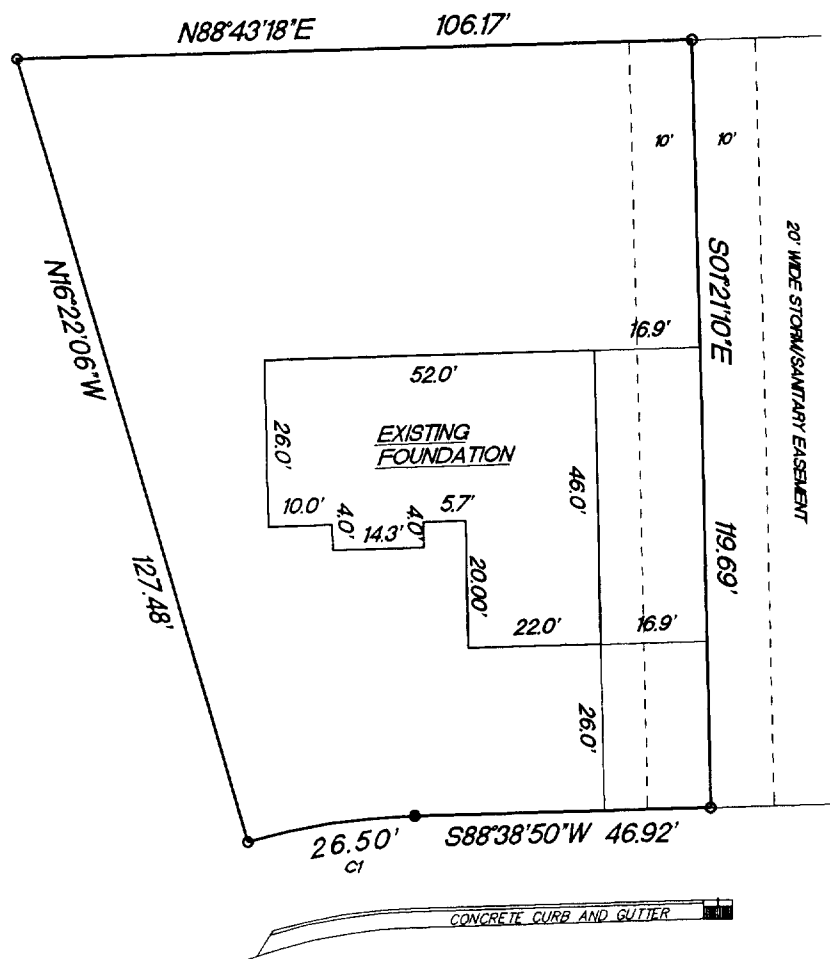 N88°43'18"E 106.17'
10' 10'
S01°21'10"E
20' WIDE STORM/SANITARY EASEMENT
N16°22'06"W
16.9'
52.0'
EXISTING
FOUNDATION
26.0'
46.0'
10.0'
4.0'
14.3'
4.0'
5.7'
119.69'
127.48'
20.00'
22.0'
16.9'
26.0'
26.50'
C1
S88°38'50"W 46.92'
CONCRETE CURB AND GUTTER